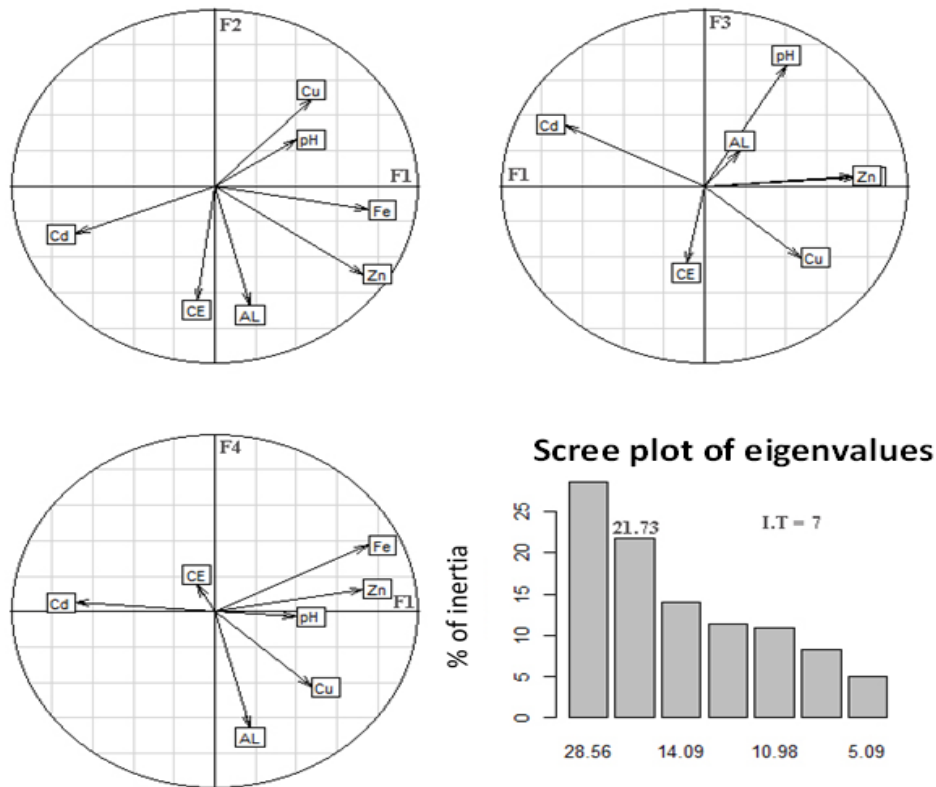 F2
Cu
pH
F1
Fe
Cd
Zn
CE
AL
F3
pH
Cd
AL
F1
Zn
Cu
CE
F4
Fe
CE
Zn
Cd
F1
pH
Cu
AL
Scree plot of eigenvalues
% of inertia
25
20
15
10
5
0
21.73
I.T = 7
28.56 14.09 10.98 5.09